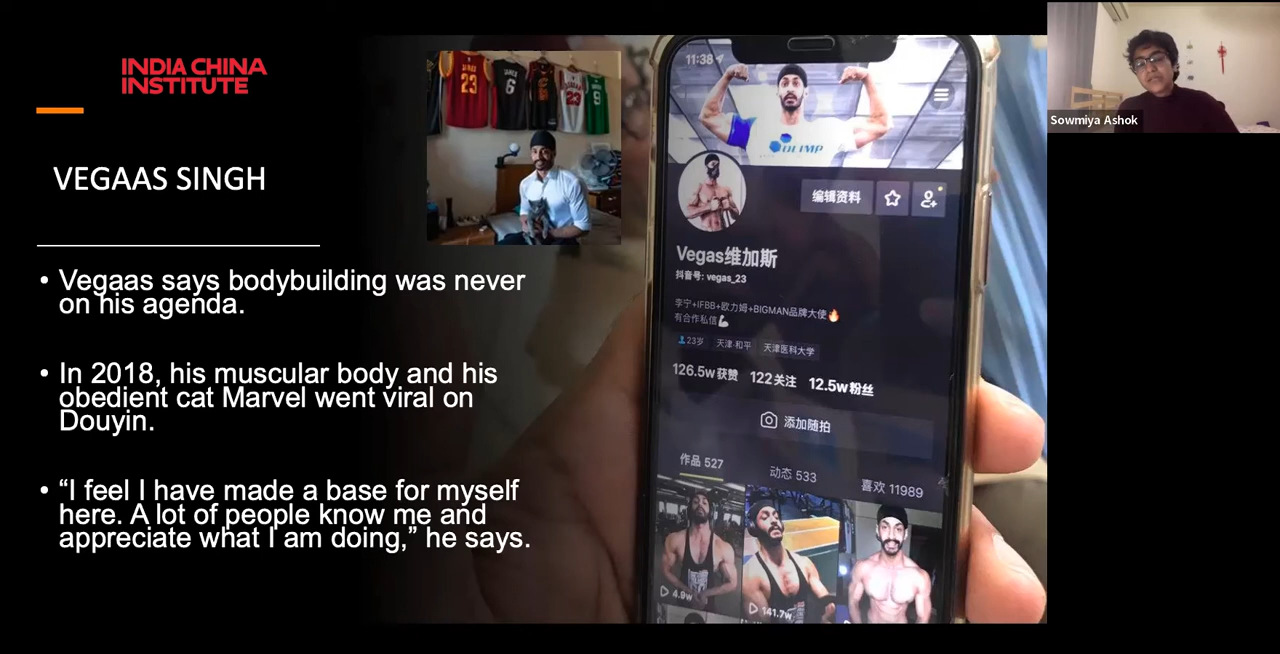 INDIA CHINA
INSTITUTE
VEGAAS SINGH
• Vegaas says bodybuilding was never
on his agenda.
• In 2018, his muscular body and his
obedient cat Marvel went viral on
Douyin.
• “I feel I have made a base for myself
here. A lot of people know me and
appreciate what I am doing,” he says.
23
6
23
9
11:38
OLIMP
编辑资料
Vegas维加斯
抖音号: vegas_23
李宁+IFBB+欧力姆+BIGMAN品牌大使🔥
有合作私信💪
23岁 天津·和平 天津医科大学
126.5w获赞 122关注 12.5w粉丝
添加随拍
作品 527 动态 533 喜欢 11989
4.9w
141.7w
Sowmiya Ashok